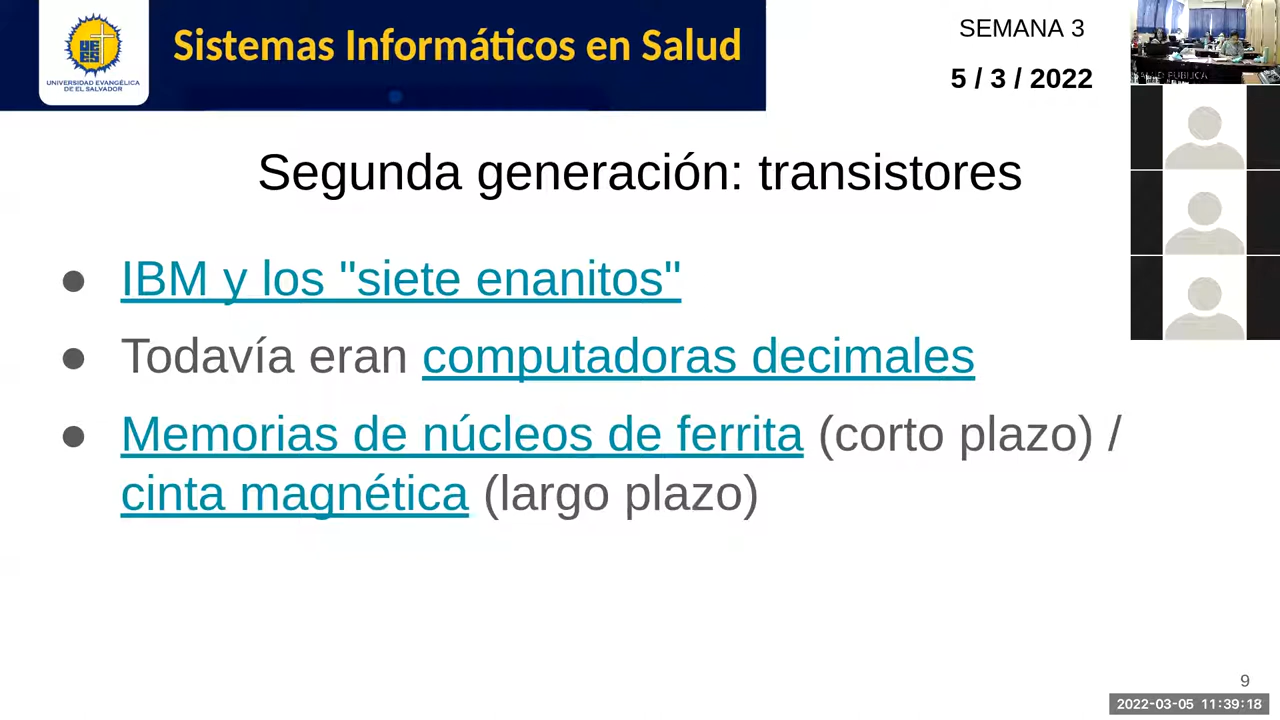 Sistemas Informáticos en Salud
UNIVERSIDAD EVANGÉLICA
DE EL SALVADOR
SEMANA 3
5 / 3 / 2022
SALUD PUBLICA
Segunda generación: transistores
● IBM y los "siete enanitos"
● Todavía eran computadoras decimales
● Memorias de núcleos de ferrita (corto plazo) /
cinta magnética (largo plazo)
9
2022-03-05 11:39:18